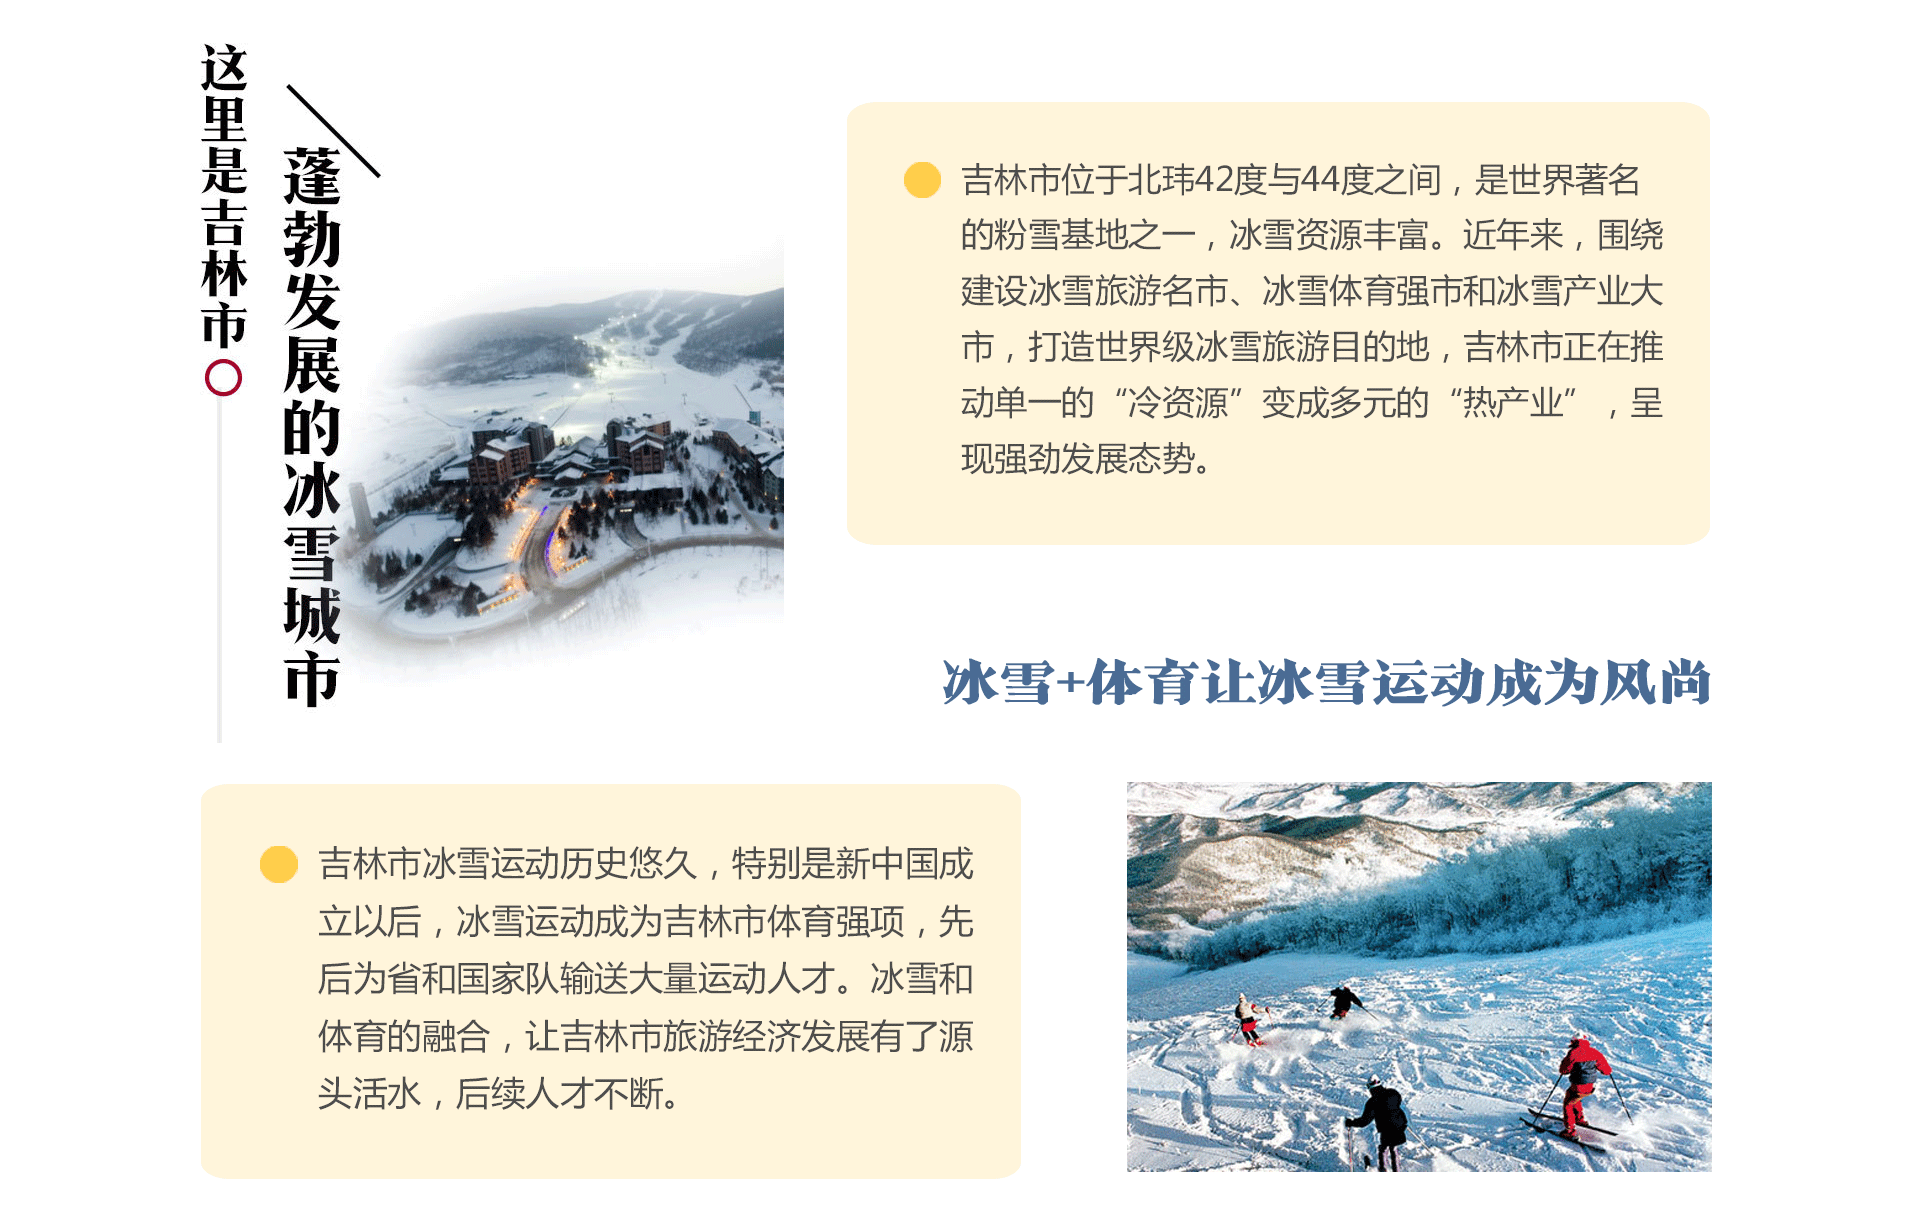 这里是吉林市
蓬勃发展的冰雪城市
吉林市位于北玮42度与44度之间，是世界著名
的粉雪基地之一，冰雪资源丰富。近年来，围绕
建设冰雪旅游名市、冰雪体育强市和冰雪产业大
市，打造世界级冰雪旅游目的地，吉林市正在推
动单一的“冷资源”变成多元的“热产业”，呈
现强劲发展态势。
冰雪+体育让冰雪运动成为风尚
吉林市冰雪运动历史悠久，特别是新中国成
立以后，冰雪运动成为吉林市体育强项，先
后为省和国家队输送大量运动人才。冰雪和
体育的融合，让吉林市旅游经济发展有了源
头活水，后续人才不断。